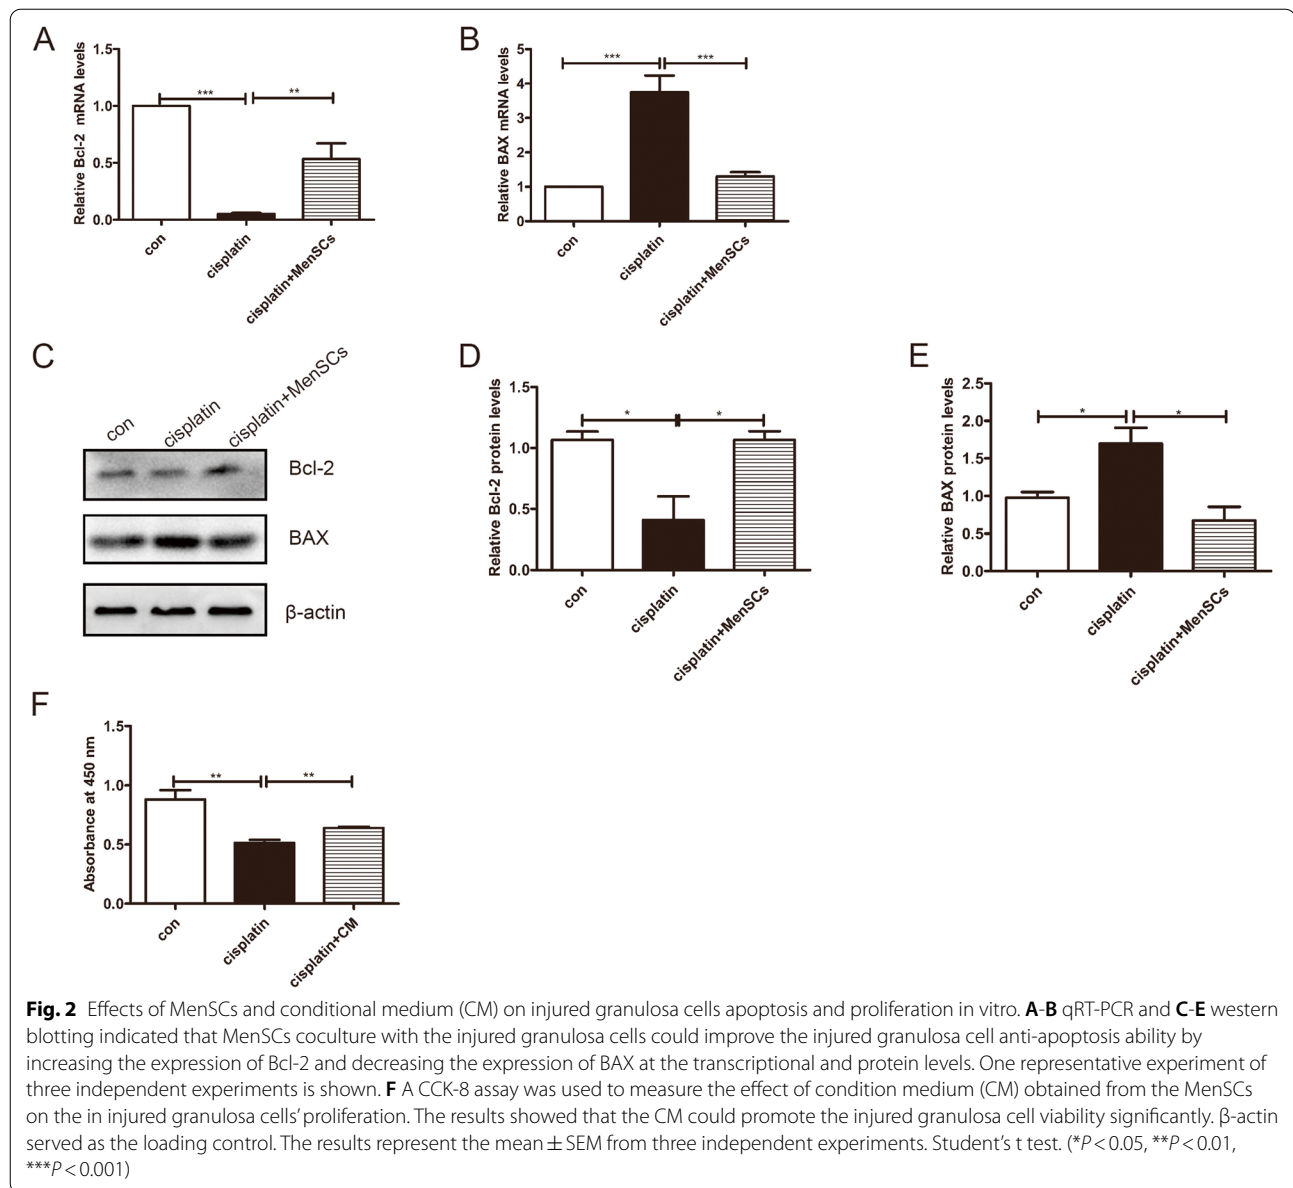 A
Relative Bcl-2 mRNA levels
1.5
1.0
0.5
0.0
***
**
con
cisplatin
cisplatin+MenSCs
B
Relative BAX mRNA levels
5
4
3
2
1
0
***
***
con
cisplatin
cisplatin+MenSCs
C
con
cisplatin
cisplatin+MenSCs
Bcl-2
BAX
β-actin
D
Relative Bcl-2 protein levels
1.5
1.0
0.5
0.0
*
*
con
cisplatin
cisplatin+MenSCs
E
Relative BAX protein levels
2.5
2.0
1.5
1.0
0.5
0.0
*
*
con
cisplatin
cisplatin+MenSCs
F
Absorbance at 450 nm
1.5
1.0
0.5
0.0
**
**
con
cisplatin
cisplatin+CM
Fig. 2 Effects of MenSCs and conditional medium (CM) on injured granulosa cells apoptosis and proliferation in vitro. A-B qRT-PCR and C-E western
blotting indicated that MenSCs coculture with the injured granulosa cells could improve the injured granulosa cell anti-apoptosis ability by
increasing the expression of Bcl-2 and decreasing the expression of BAX at the transcriptional and protein levels. One representative experiment of
three independent experiments is shown. F A CCK-8 assay was used to measure the effect of condition medium (CM) obtained from the MenSCs
on the in injured granulosa cells' proliferation. The results showed that the CM could promote the injured granulosa cell viability significantly. β-actin
served as the loading control. The results represent the mean ± SEM from three independent experiments. Student's t test. (*P < 0.05, **P < 0.01,
***P < 0.001)